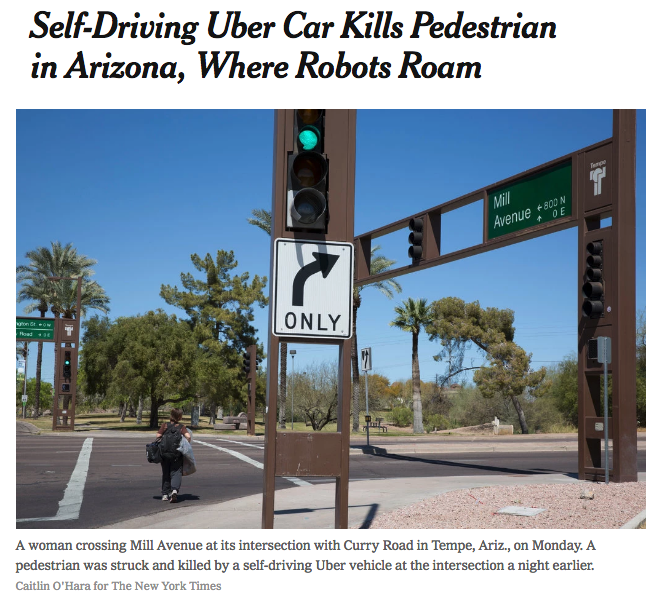 Self-Driving Uber Car Kills Pedestrian
in Arizona, Where Robots Roam
Tempe
Mill
Avenue
← 800 N
↑ 0 E
ONLY
Road
A woman crossing Mill Avenue at its intersection with Curry Road in Tempe, Ariz., on Monday. A
pedestrian was struck and killed by a self-driving Uber vehicle at the intersection a night earlier.
Caitlin O'Hara for The New York Times